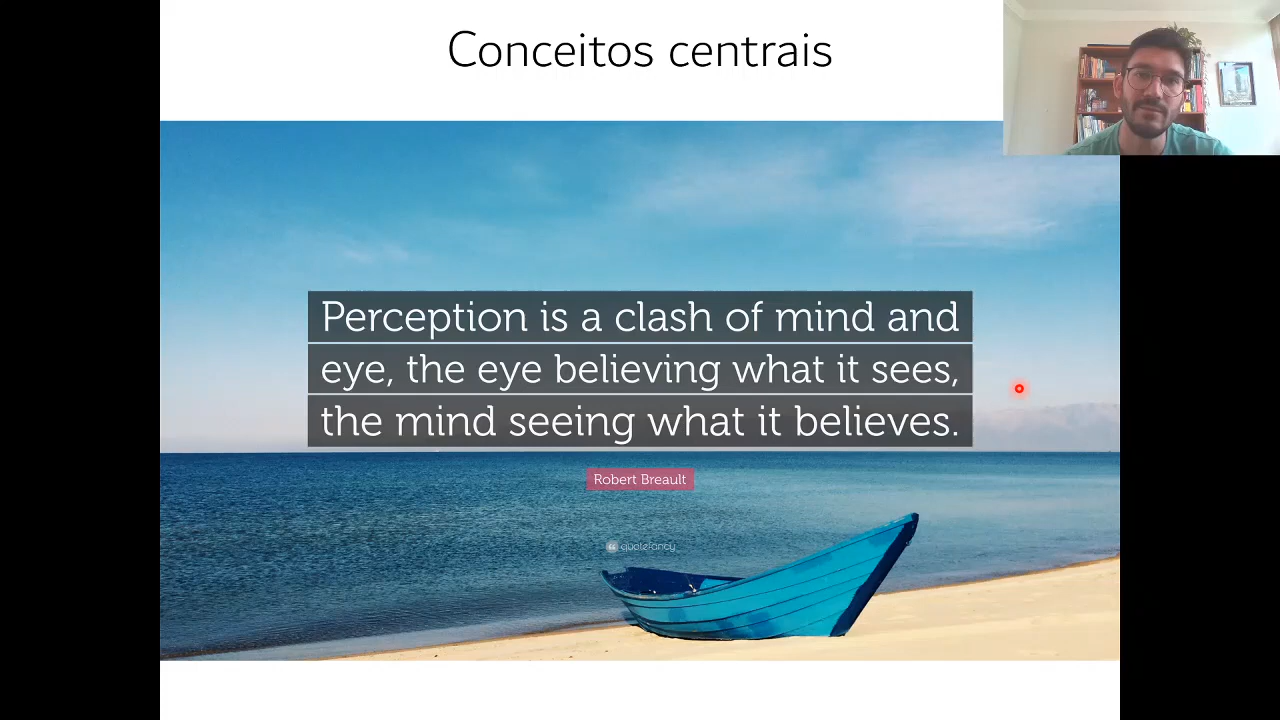 Conceitos centrais
Perception is a clash of mind and
eye, the eye believing what it sees,
the mind seeing what it believes.
Robert Breault
quotefancy